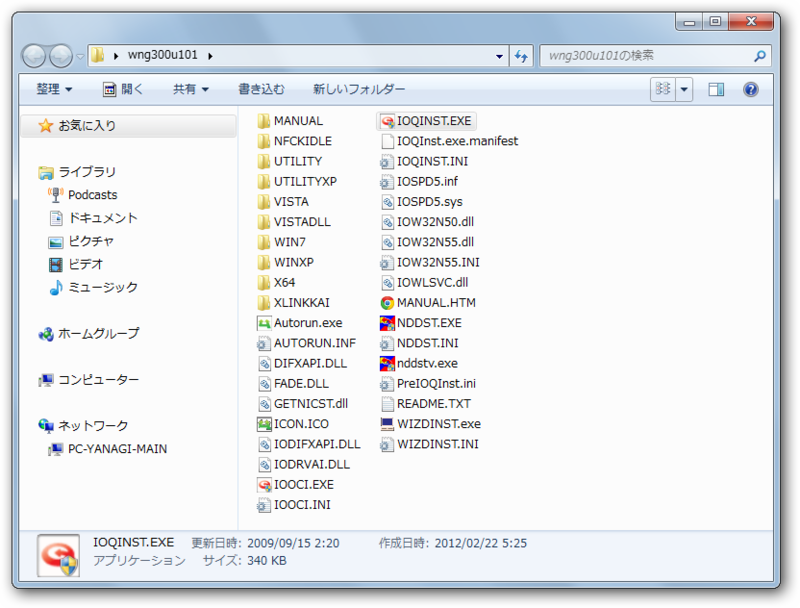 wng300u101
wng300u101の検索
整理 開く 共有 書き込む 新しいフォルダー
お気に入り
ライブラリ
Podcasts
ドキュメント
ピクチャ
ビデオ
ミュージック
ホームグループ
コンピューター
ネットワーク
PC-YANAGI-MAIN
MANUAL
NFCKIDLE
UTILITY
UTILITYXP
VISTA
VISTADLL
WIN7
WINXP
X64
XLINKKAI
Autorun.exe
AUTORUN.INF
DIFXAPI.DLL
FADE.DLL
GETNICST.dll
ICON.ICO
IODIFXAPI.DLL
IODRVAI.DLL
IOOCI.EXE
IOOCI.INI
IOQINST.EXE
IOQInst.exe.manifest
IOQINST.INI
IOSPD5.inf
IOSPD5.sys
IOW32N50.dll
IOW32N55.dll
IOW32N55.INI
IOWLSVC.dll
MANUAL.HTM
NDDST.EXE
NDDST.INI
nddstv.exe
PreIOQInst.ini
README.TXT
WIZDINST.exe
WIZDINST.INI
IOQINST.EXE 更新日時: 2009/09/15 2:20 作成日時: 2012/02/22 5:25
アプリケーション サイズ: 340 KB